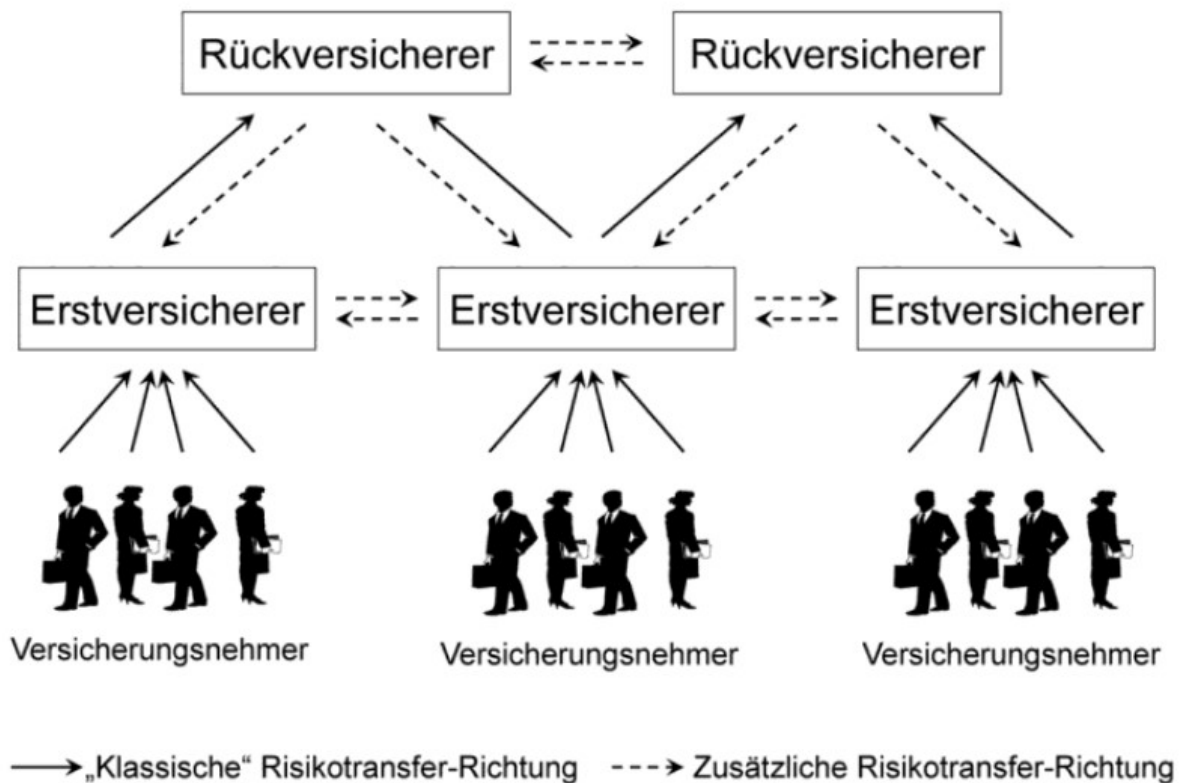 Rückversicherer Rückversicherer
Erstversicherer Erstversicherer Erstversicherer
Versicherungsnehmer Versicherungsnehmer Versicherungsnehmer
„Klassische“ Risikotransfer-Richtung Zusätzliche Risikotransfer-Richtung